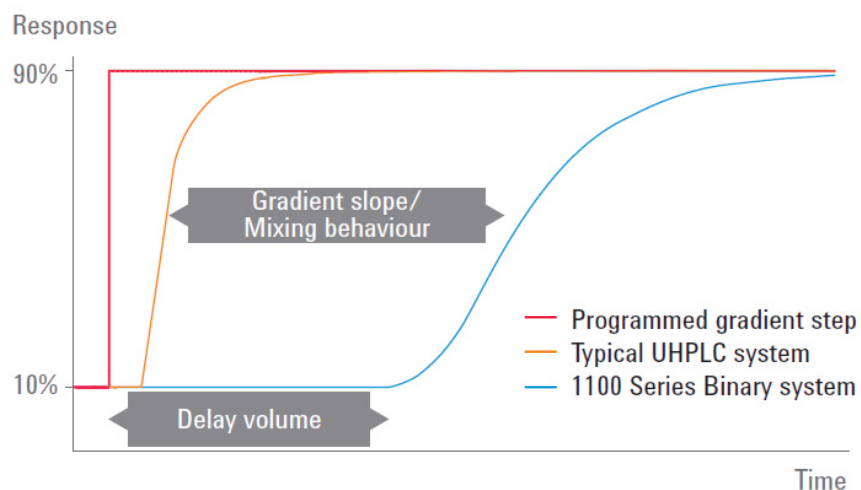 Response
90%
Gradient slope/
Mixing behaviour
Programmed gradient step
Typical UHPLC system
1100 Series Binary system
10%
Delay volume
Time